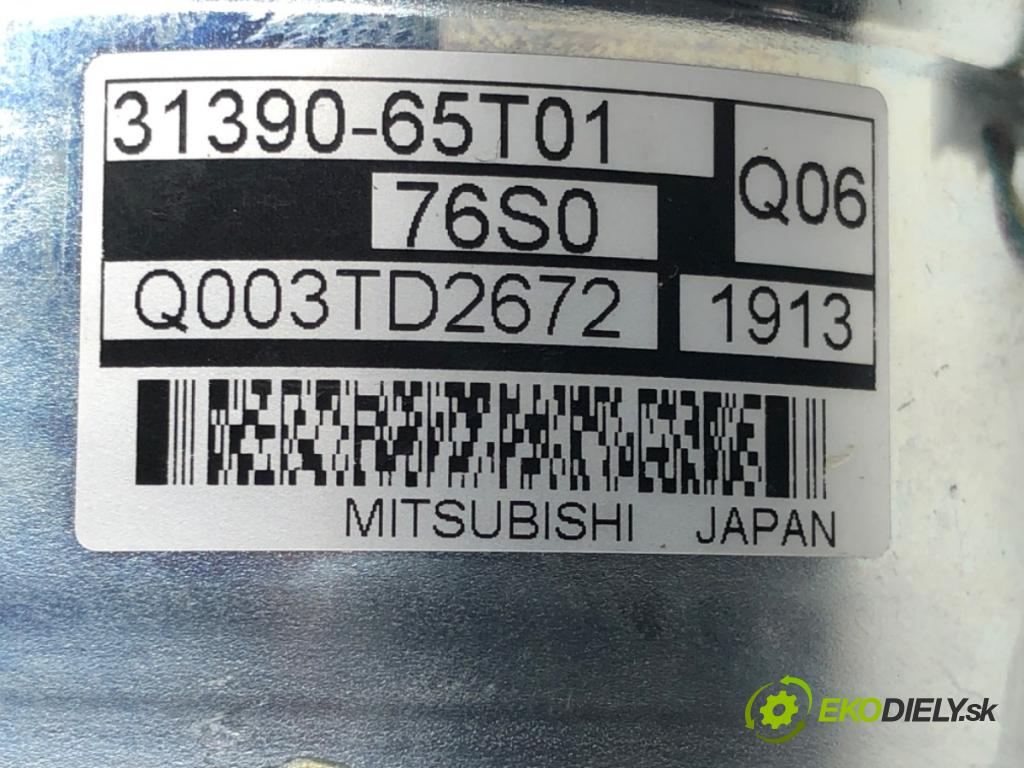 31390-65T01
Q06
76S0
Q003TD2672
1913
MITSUBISHI JAPAN
EKODIELY.sk